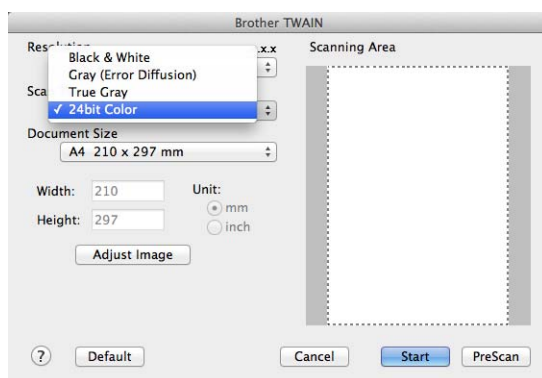 Brother TWAIN
x.x
Scanning Area
Black & White
Gray (Error Diffusion)
True Gray
✓ 24bit Color
Document Size
A4 210 x 297 mm
Width: 210
Unit:
mm
Height: 297
inch
Adjust Image
?
Default
Cancel
Start
PreScan